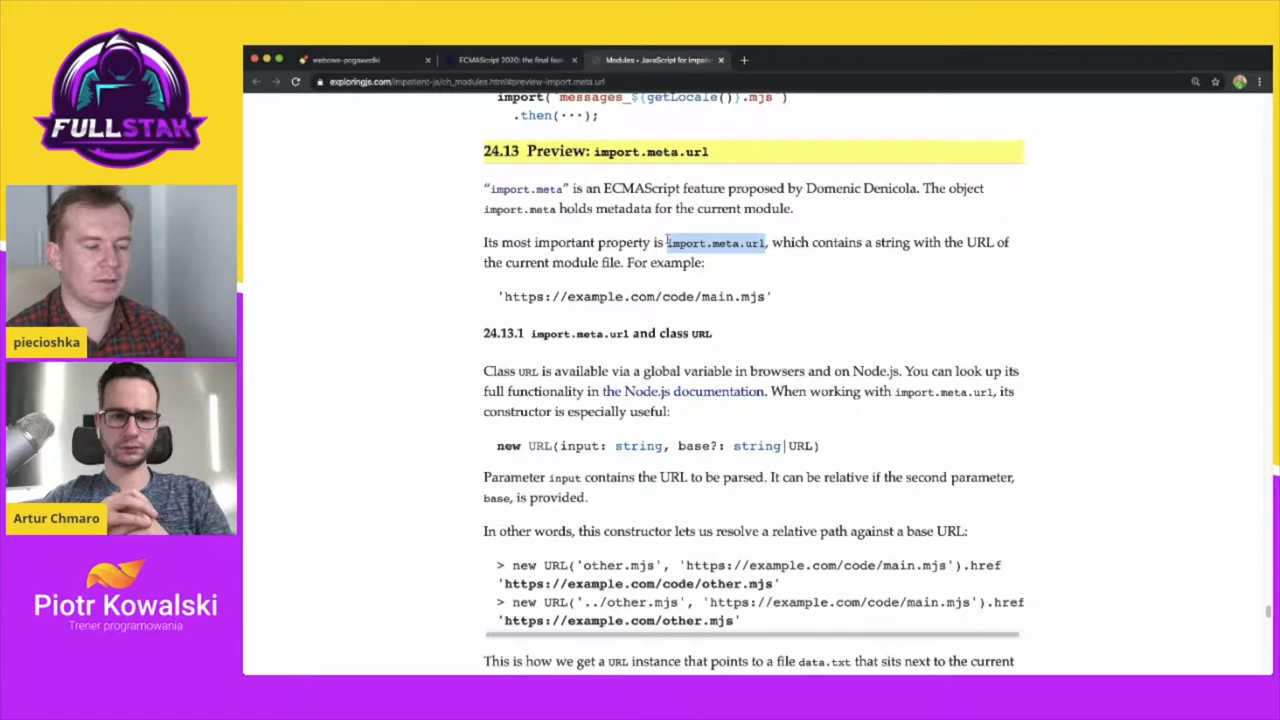 FULLSTAK
piecioshka
Artur Chmaro
Piotr Kowalski
Trener programowania
webowe-pogawedki
ECMAScript 2020: the final fea
Modules • JavaScript for impatie
exploringjs.com/impatient-js/ch_modules.html#preview-import.meta.url
import(`messages_${getLocale()}.mjs`)
.then(···);
24.13 Preview: import.meta.url
“import.meta” is an ECMAScript feature proposed by Domenic Denicola. The object
import.meta holds metadata for the current module.
Its most important property is import.meta.url, which contains a string with the URL of
the current module file. For example:
'https://example.com/code/main.mjs'
24.13.1 import.meta.url and class URL
Class URL is available via a global variable in browsers and on Node.js. You can look up its
full functionality in the Node.js documentation. When working with import.meta.url, its
constructor is especially useful:
new URL(input: string, base?: string|URL)
Parameter input contains the URL to be parsed. It can be relative if the second parameter,
base, is provided.
In other words, this constructor lets us resolve a relative path against a base URL:
> new URL('other.mjs', 'https://example.com/code/main.mjs').href
'https://example.com/code/other.mjs'
> new URL('../other.mjs', 'https://example.com/code/main.mjs').href
'https://example.com/other.mjs'
This is how we get a URL instance that points to a file data.txt that sits next to the current